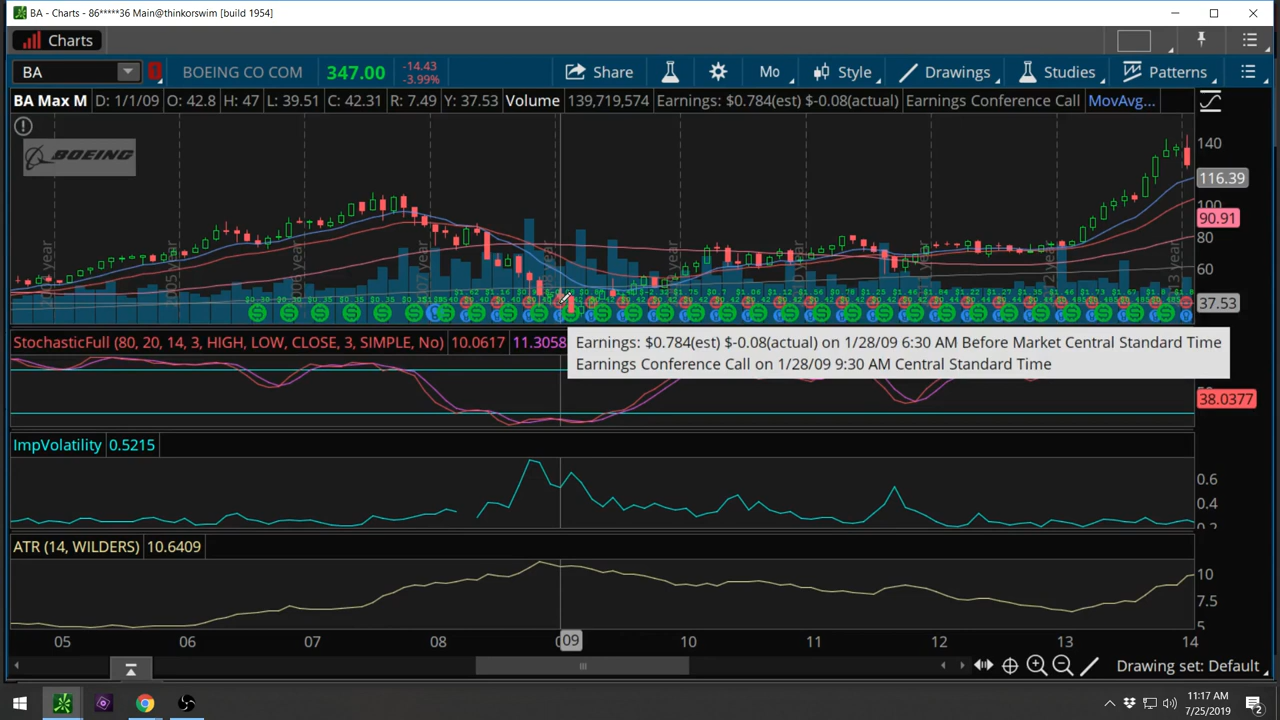 BA - Charts - 86*****36 Main@thinkorswim [build 1954]
Charts
BA 1 BOEING CO COM 347.00 -14.43 -3.99% Share Mo Style Drawings Studies Patterns
BA Max M D: 1/1/09 O: 42.8 H: 47 L: 39.51 C: 42.31 R: 7.49 Y: 37.53 Volume 139,719,574 Earnings: $0.784(est) $-0.08(actual) Earnings Conference Call MovAvg...
BOEING
140
116.39
100
90.91
80
60
37.53
Earnings: $0.784(est) $-0.08(actual) on 1/28/09 6:30 AM Before Market Central Standard Time
Earnings Conference Call on 1/28/09 9:30 AM Central Standard Time
StochasticFull (80, 20, 14, 3, HIGH, LOW, CLOSE, 3, SIMPLE, No) 10.0617 11.3058
38.0377
ImpVolatility 0.5215
0.6
0.4
0.2
ATR (14, WILDERS) 10.6409
10
7.5
5
05 06 07 08 09 10 11 12 13 14
Drawing set: Default
11:17 AM
7/25/2019
2